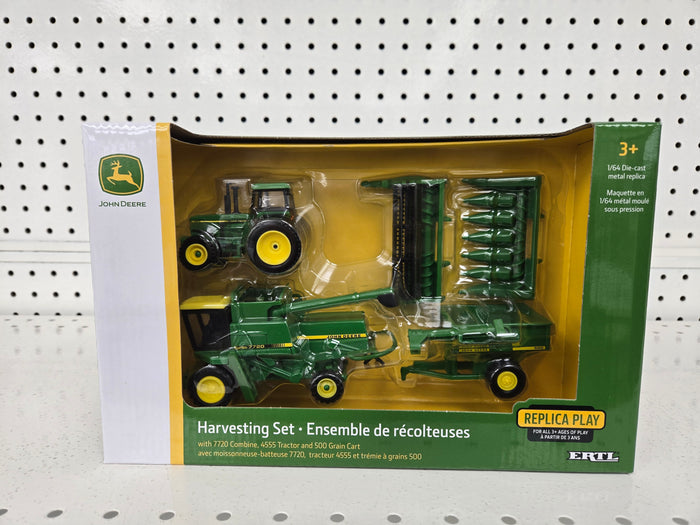 JOHN DEERE
3+
1/64 Die-cast
metal replica
Maquette en
1/64 métal moulé
sous pression
7720
JOHN DEERE
JOHN DEERE
REPLICA PLAY
FOR ALL 3+ AGES OF PLAY
À PARTIR DE 3 ANS
Harvesting Set • Ensemble de récolteuses
with 7720 Combine, 4555 Tractor and 500 Grain Cart
avec moissonneuse-batteuse 7720, tracteur 4555 et trémie à grains 500
ERTL